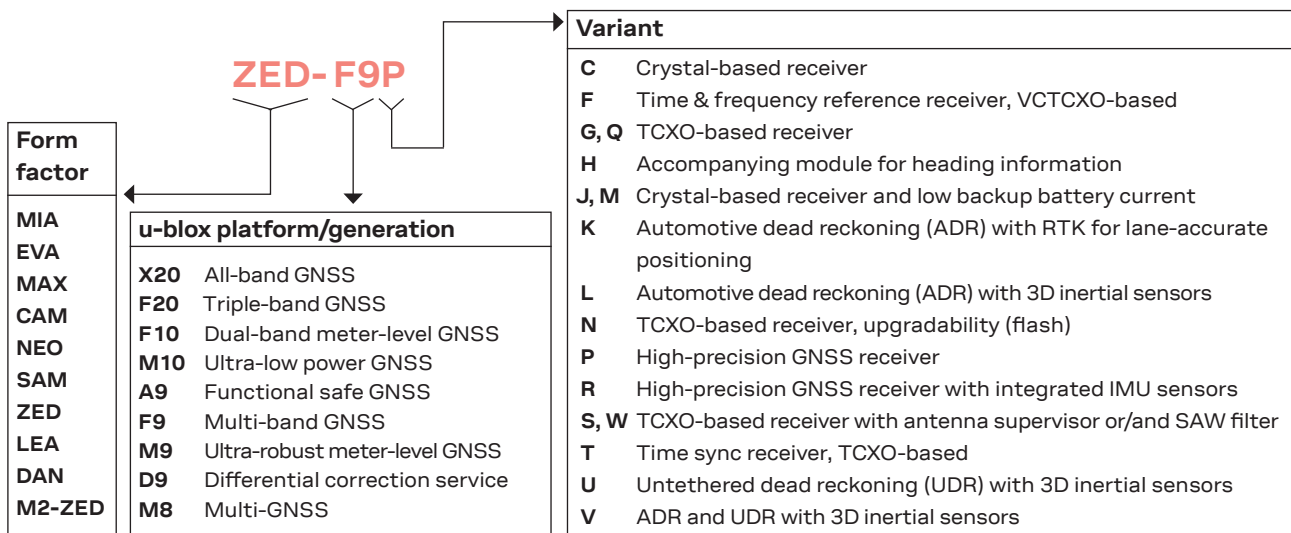 ZED-F9P
Form
factor
MIA
EVA
MAX
CAM
NEO
SAM
ZED
LEA
DAN
M2-ZED
u-blox platform/generation
X20 All-band GNSS
F20 Triple-band GNSS
F10 Dual-band meter-level GNSS
M10 Ultra-low power GNSS
A9 Functional safe GNSS
F9 Multi-band GNSS
M9 Ultra-robust meter-level GNSS
D9 Differential correction service
M8 Multi-GNSS
Variant
C Crystal-based receiver
F Time & frequency reference receiver, VCTCXO-based
G, Q TCXO-based receiver
H Accompanying module for heading information
J, M Crystal-based receiver and low backup battery current
K Automotive dead reckoning (ADR) with RTK for lane-accurate
positioning
L Automotive dead reckoning (ADR) with 3D inertial sensors
N TCXO-based receiver, upgradability (flash)
P High-precision GNSS receiver
R High-precision GNSS receiver with integrated IMU sensors
S, W TCXO-based receiver with antenna supervisor or/and SAW filter
T Time sync receiver, TCXO-based
U Untethered dead reckoning (UDR) with 3D inertial sensors
V ADR and UDR with 3D inertial sensors